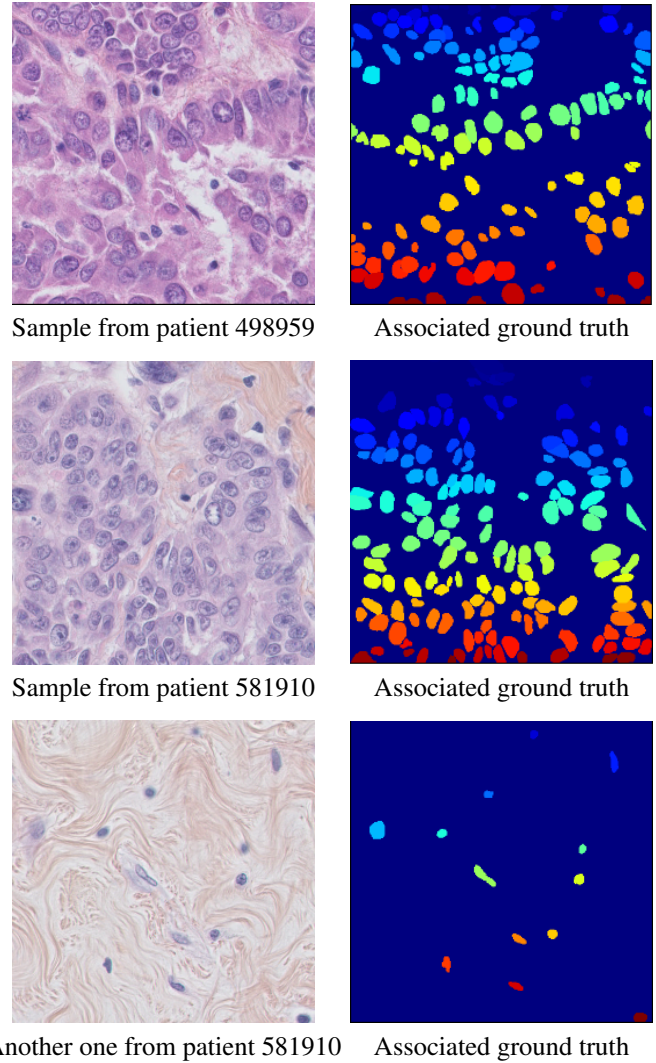 Sample from patient 498959 Associated ground truth
Sample from patient 581910 Associated ground truth
Another one from patient 581910 Associated ground truth